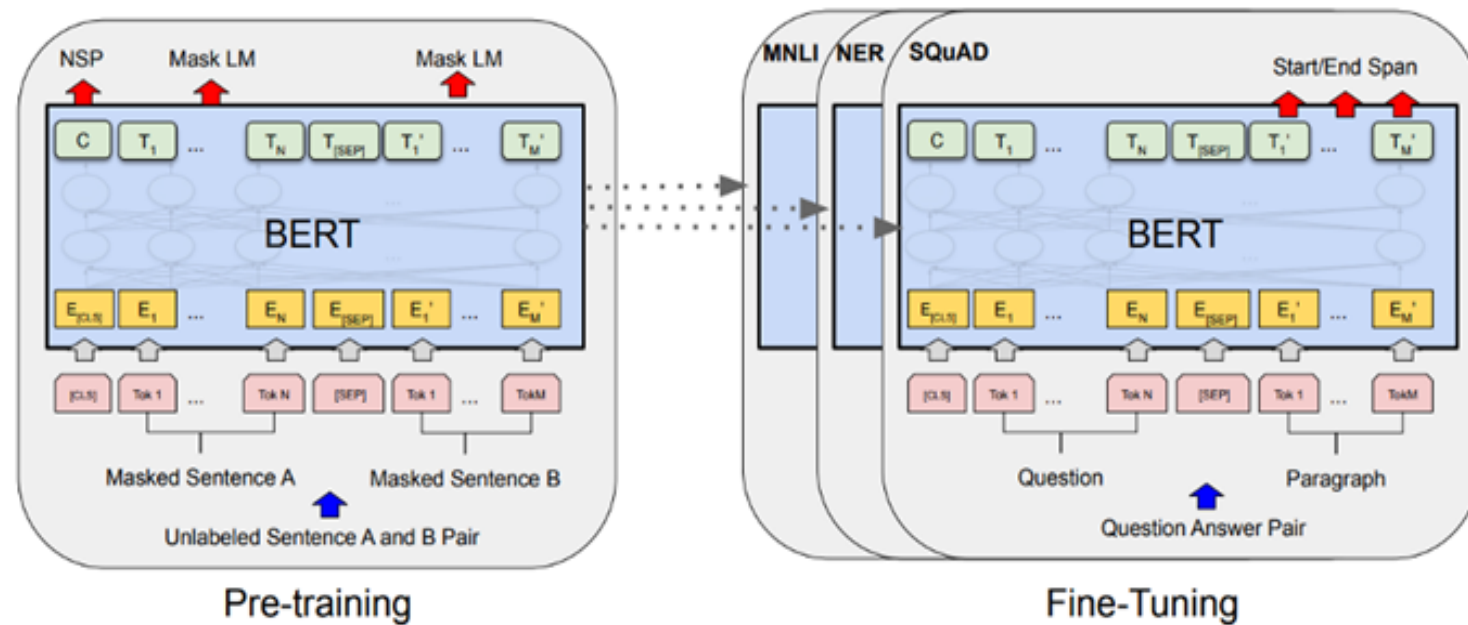 NSP Mask LM Mask LM
C T1 ... TN T[SEP] T1' ... TM'
...
BERT
...
E[CLS] E1 ... EN E[SEP] E1' ... EM'
[CLS] Tok 1 ... Tok N [SEP] Tok 1 ... TokM
Masked Sentence A Masked Sentence B
Unlabeled Sentence A and B Pair
Pre-training
MNLI NER SQuAD
Start/End Span
C T1 ... TN T[SEP] T1' ... TM'
...
BERT
...
E[CLS] E1 ... EN E[SEP] E1' ... EM'
[CLS] Tok 1 ... Tok N [SEP] Tok 1 ... TokM
Question Paragraph
Question Answer Pair
Fine-Tuning